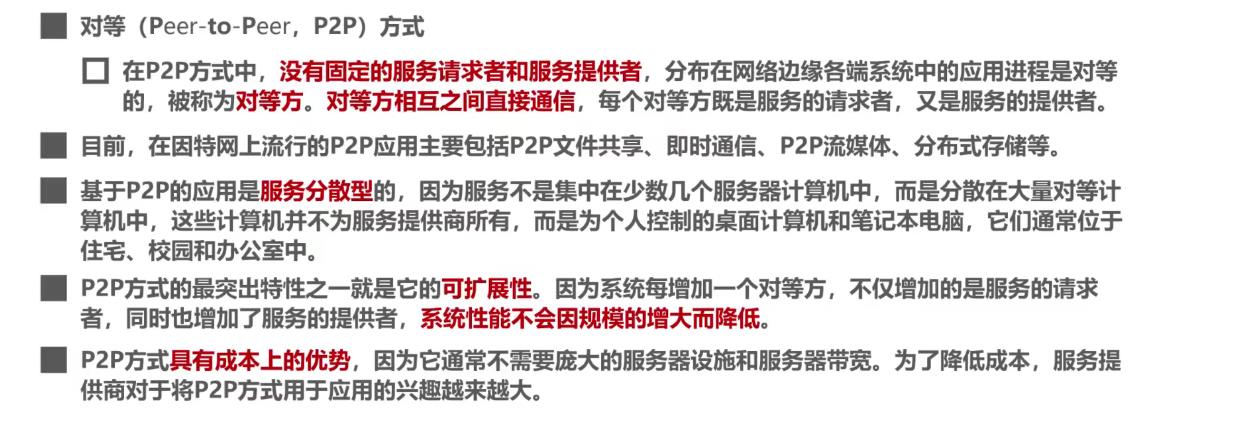 对等（Peer-to-Peer，P2P）方式
在P2P方式中，没有固定的服务请求者和服务提供者，分布在网络边缘各端系统中的应用进程是对等
的，被称为对等方。对等方相互之间直接通信，每个对等方既是服务的请求者，又是服务的提供者。
目前，在因特网上流行的P2P应用主要包括P2P文件共享、即时通信、P2P流媒体、分布式存储等。
基于P2P的应用是服务分散型的，因为服务不是集中在少数几个服务器计算机中，而是分散在大量对等计
算机中，这些计算机并不为服务提供商所有，而是为个人控制的桌面计算机和笔记本电脑，它们通常位于
住宅、校园和办公室中。
P2P方式的最突出特性之一就是它的可扩展性。因为系统每增加一个对等方，不仅增加的是服务的请求
者，同时也增加了服务的提供者，系统性能不会因规模的增大而降低。
P2P方式具有成本上的优势，因为它通常不需要庞大的服务器设施和服务器带宽。为了降低成本，服务提
供商对于将P2P方式用于应用的兴趣越来越大。